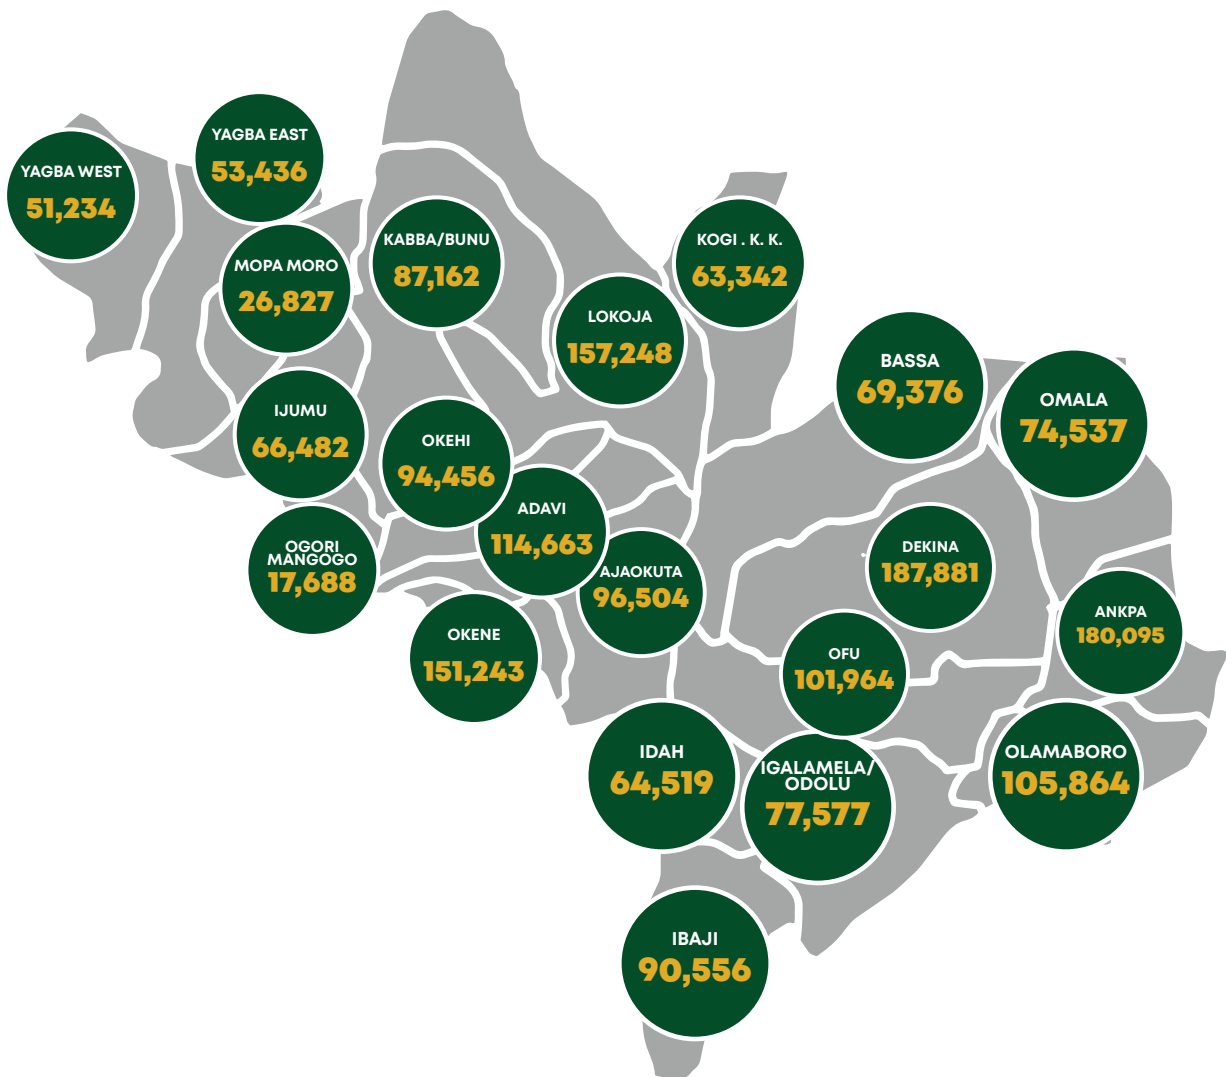 YAGBA EAST
53,436
YAGBA WEST
51,234
KABBA/BUNU
87,162
KOGI . K. K.
63,342
MOPA MORO
26,827
LOKOJA
157,248
BASSA
69,376
OMALA
74,537
IJUMU
66,482
OKEHI
94,456
ADAVI
114,663
OGORI
MANGOGO
17,688
AJAOKUTA
96,504
DEKINA
187,881
ANKPA
180,095
OKENE
151,243
OFU
101,964
IDAH
64,519
IGALAMELA/
ODOLU
77,577
OLAMABORO
105,864
IBAJI
90,556